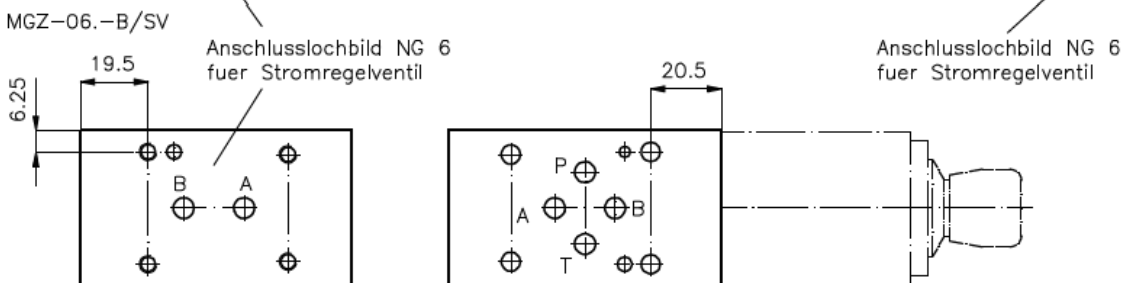 MGZ-06.-B/SV
Anschlusslochbild NG 6
fuer Stromregelventil
Anschlusslochbild NG 6
fuer Stromregelventil
19.5
20.5
6.25
P
B A
A B
T